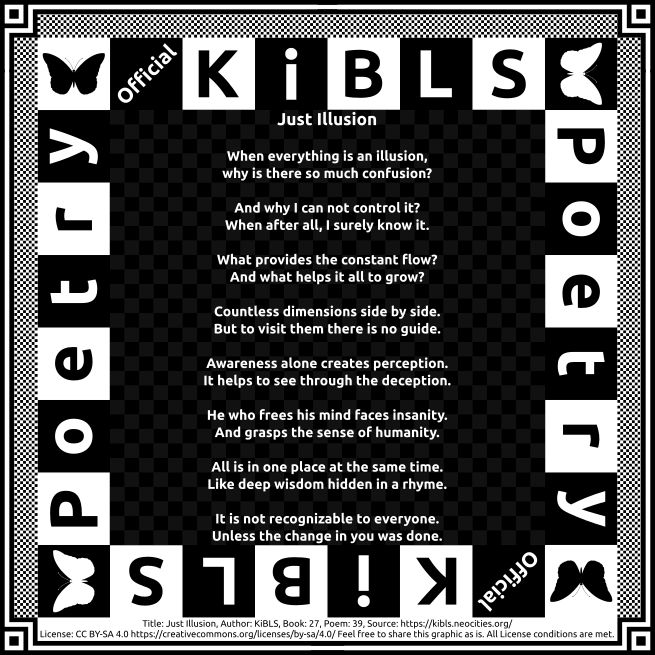 Official KiBLS
Poetry
Poetry
Just Illusion
When everything is an illusion,
why is there so much confusion?
And why I can not control it?
When after all, I surely know it.
What provides the constant flow?
And what helps it all to grow?
Countless dimensions side by side.
But to visit them there is no guide.
Awareness alone creates perception.
It helps to see through the deception.
He who frees his mind faces insanity.
And grasps the sense of humanity.
All is in one place at the same time.
Like deep wisdom hidden in a rhyme.
It is not recognizable to everyone.
Unless the change in you was done.
Official KiBLS
Title: Just Illusion, Author: KiBLS, Book: 27, Poem: 39, Source: https://kibls.neocities.org/
License: CC BY-SA 4.0 https://creativecommons.org/licenses/by-sa/4.0/ Feel free to share this graphic as is. All License conditions are met.